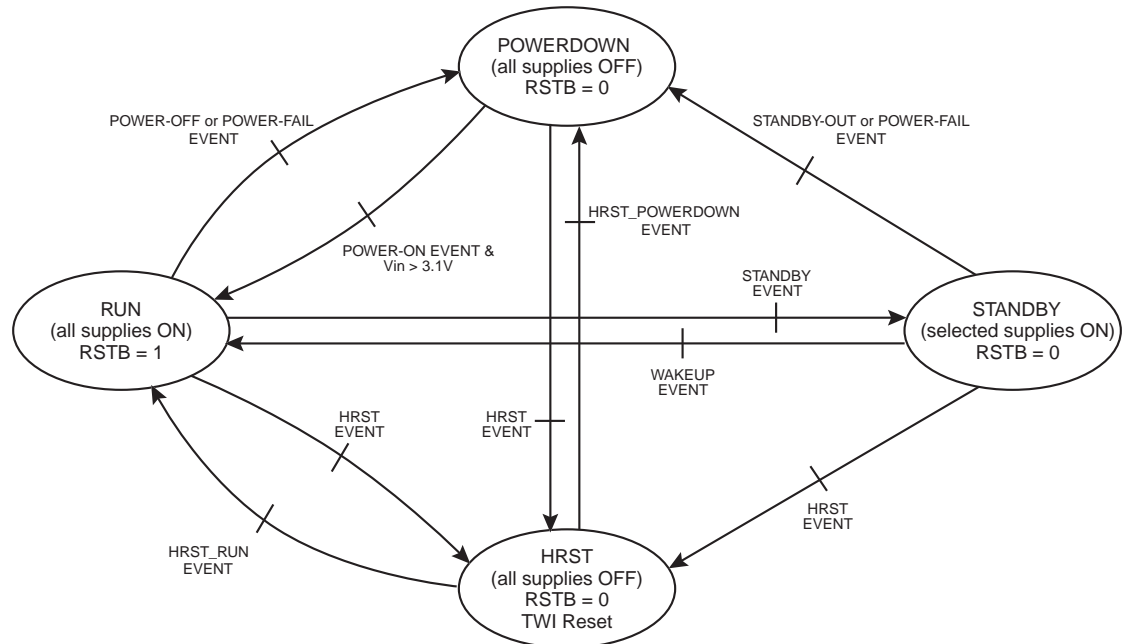 POWERDOWN
(all supplies OFF)
RSTB = 0
POWER-OFF or POWER-FAIL
EVENT
STANDBY-OUT or POWER-FAIL
EVENT
HRST_POWERDOWN
EVENT
POWER-ON EVENT &
Vin > 3.1V
STANDBY
EVENT
RUN
(all supplies ON)
RSTB = 1
STANDBY
(selected supplies ON)
RSTB = 0
WAKEUP
EVENT
HRST
EVENT
HRST
EVENT
HRST
EVENT
HRST_RUN
EVENT
HRST
(all supplies OFF)
RSTB = 0
TWI Reset